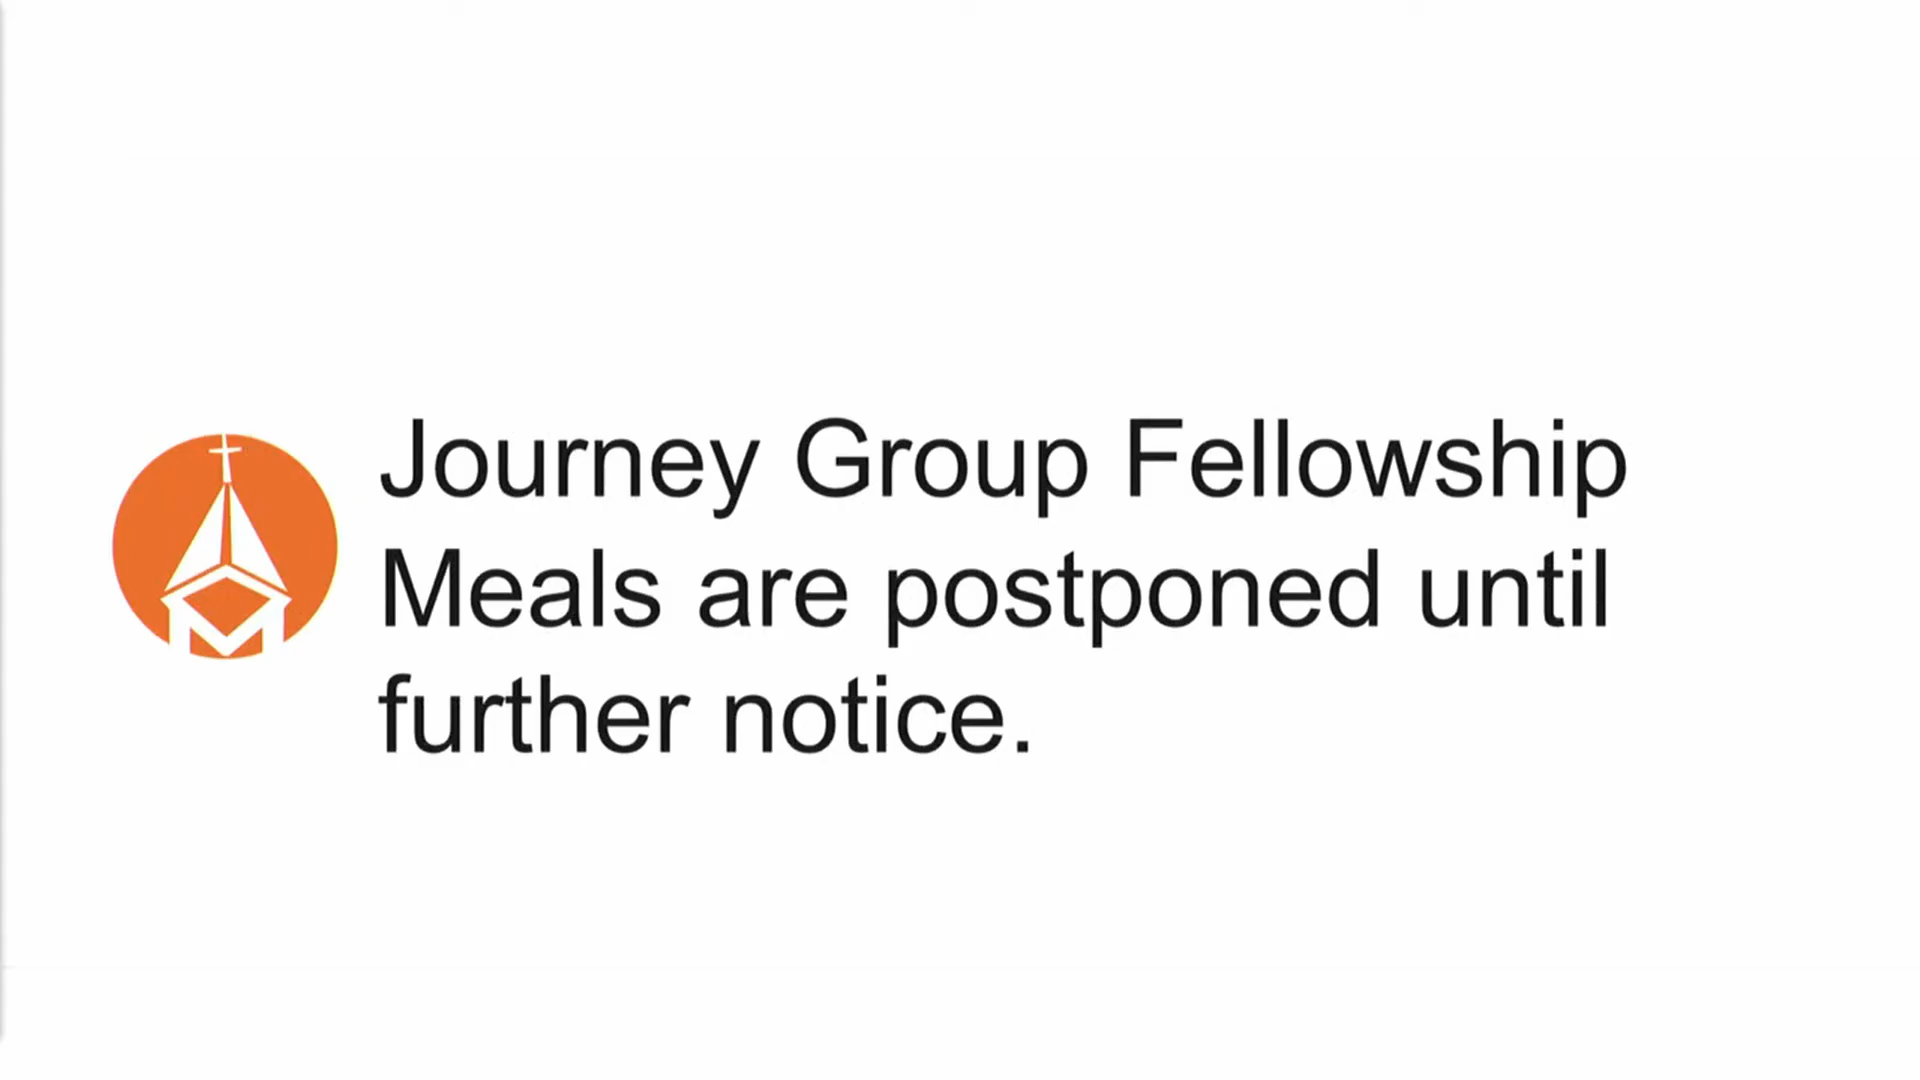 Journey Group Fellowship
Meals are postponed until
further notice.